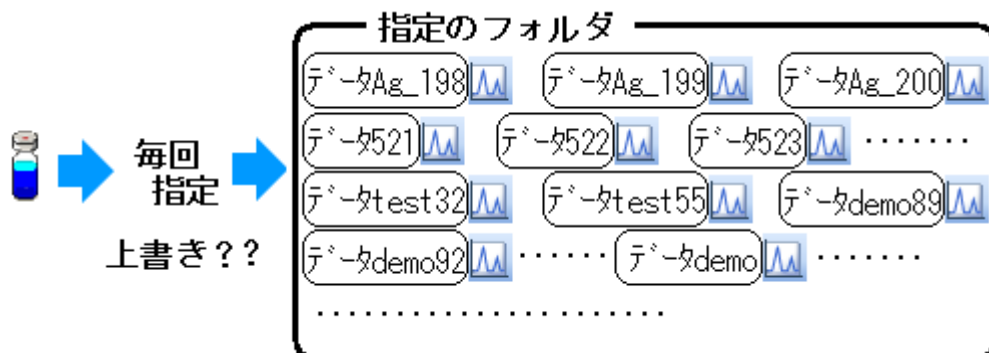 指定のフォルダ
データAg_198 データAg_199 データAg_200
データ521 データ522 データ523 ‥‥‥‥
毎回
指定
データtest32 データtest55 データdemo89
上書き??
データdemo92 ‥‥‥ データdemo ‥‥‥‥
‥‥‥‥‥‥‥‥‥‥‥